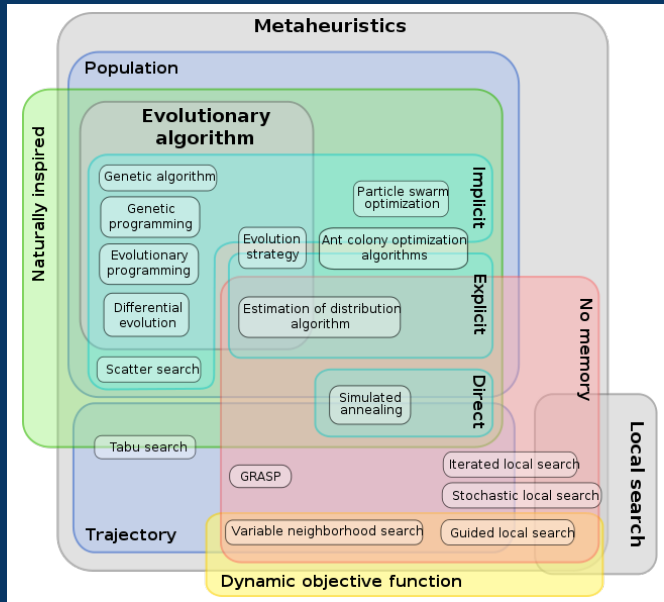 Metaheuristics
Population
Naturally inspired
Evolutionary
algorithm
Genetic algorithm
Genetic
programming
Evolutionary
programming
Differential
evolution
Scatter search
Evolution
strategy
Particle swarm
optimization
Ant colony optimization
algorithms
Implicit
Estimation of distribution
algorithm
Explicit
No memory
Simulated
annealing
Direct
Tabu search
GRASP
Iterated local search
Stochastic local search
Local search
Trajectory
Variable neighborhood search
Guided local search
Dynamic objective function